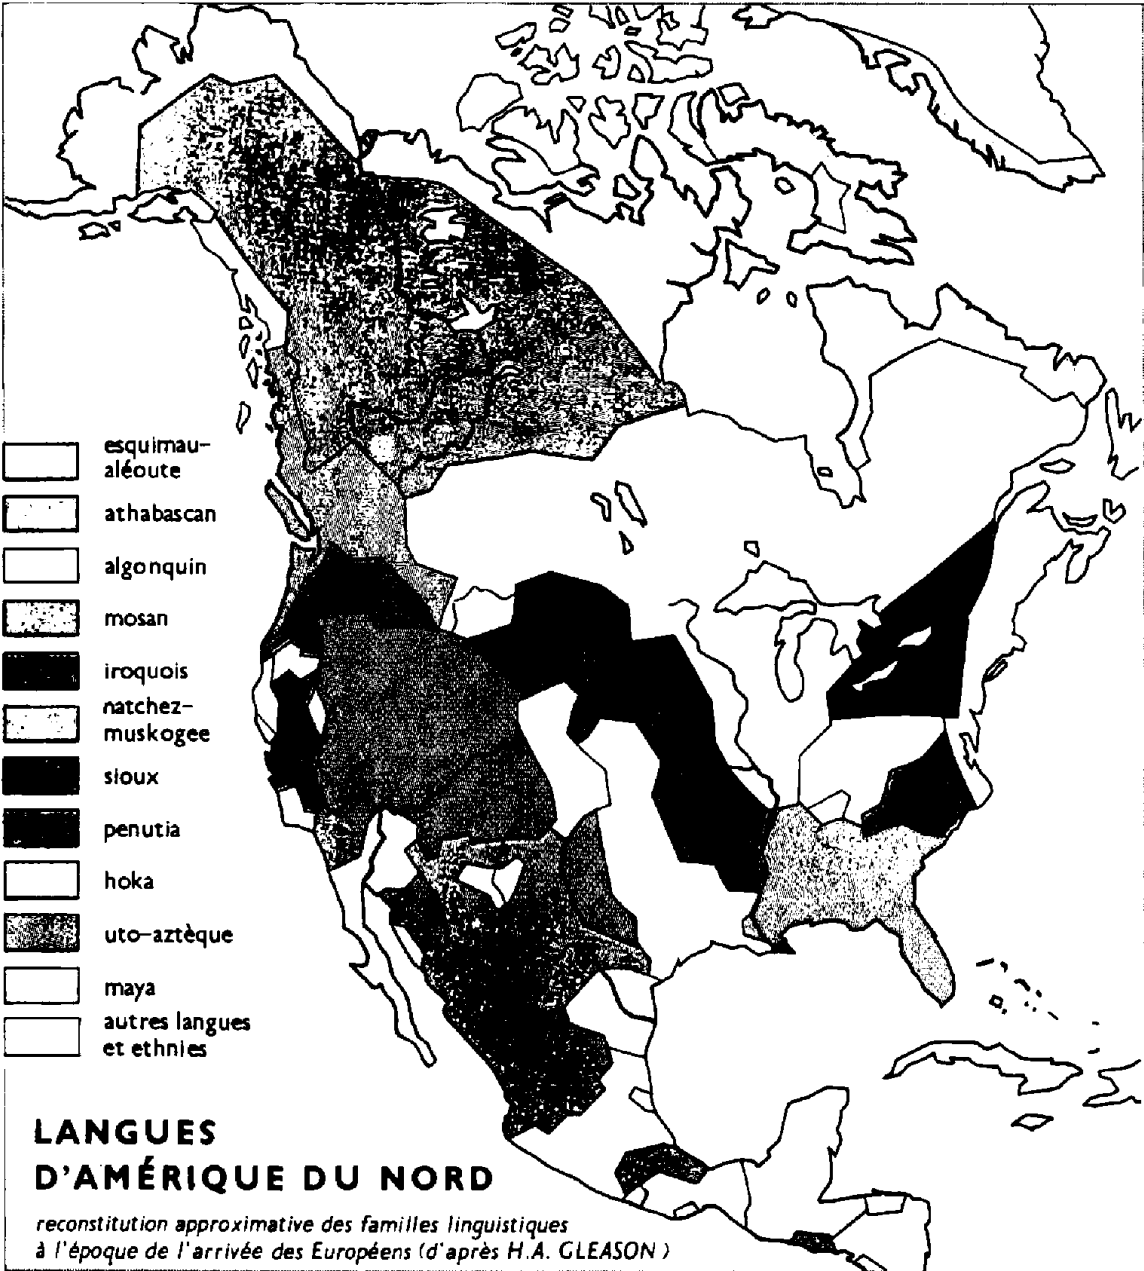 esquimau-
aléoute
athabascan
algonquin
mosan
iroquois
natchez-
muskogee
sioux
penutia
hoka
uto-aztèque
maya
autres langues
et ethnies
LANGUES
D'AMÉRIQUE DU NORD
reconstitution approximative des familles linguistiques
à l'époque de l'arrivée des Européens (d'après H.A. GLEASON)